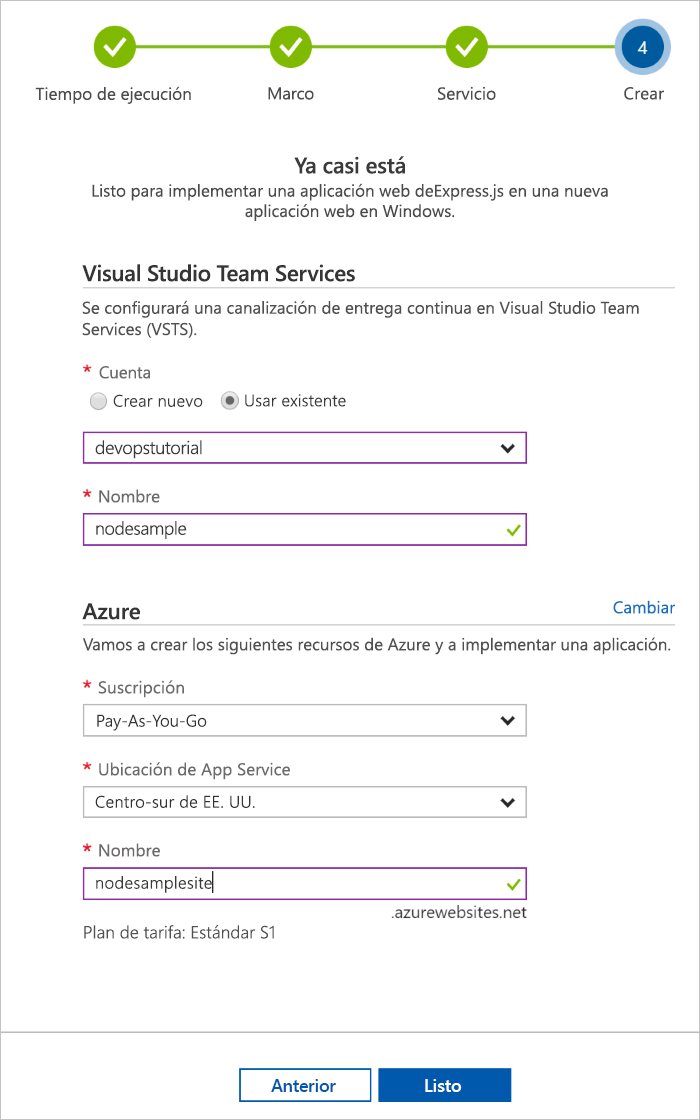 4
Tiempo de ejecución
Marco
Servicio
Crear
Ya casi está
Listo para implementar una aplicación web deExpress.js en una nueva
aplicación web en Windows.
Visual Studio Team Services
Se configurará una canalización de entrega continua en Visual Studio Team
Services (VSTS).
* Cuenta
Crear nuevo
Usar existente
devopstutorial
* Nombre
nodesample
Azure
Cambiar
Vamos a crear los siguientes recursos de Azure y a implementar una aplicación.
* Suscripción
Pay-As-You-Go
* Ubicación de App Service
Centro-sur de EE. UU.
* Nombre
nodesamplesite
.azurewebsites.net
Plan de tarifa: Estándar S1
Anterior
Listo